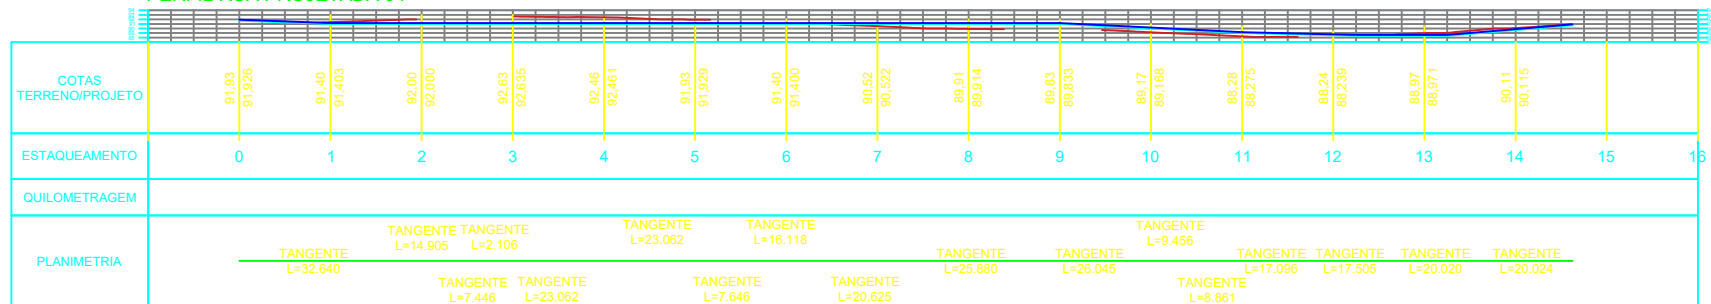 COTAS
TERRENO/PROJETO
91,93 91,926
91,40 91,403
92,00 92,000
92,63 92,635
92,46 92,461
91,93 91,929
91,40 91,400
90,52 90,522
89,91 89,914
89,83 89,833
89,17 89,168
88,28 88,275
88,24 88,239
88,97 88,971
90,11 90,115
ESTAQUEAMENTO 0 1 2 3 4 5 6 7 8 9 10 11 12 13 14 15 16
QUILOMETRAGEM
PLANIMETRIA
TANGENTE
L=32.640
TANGENTE
L=14.905
TANGENTE
L=7.448
TANGENTE
L=2.106
TANGENTE
L=23.062
TANGENTE
L=23.062
TANGENTE
L=7.646
TANGENTE
L=16.118
TANGENTE
L=20.625
TANGENTE
L=25.880
TANGENTE
L=26.045
TANGENTE
L=9.466
TANGENTE
L=8.881
TANGENTE
L=17.096
TANGENTE
L=17.506
TANGENTE
L=20.020
TANGENTE
L=20.024